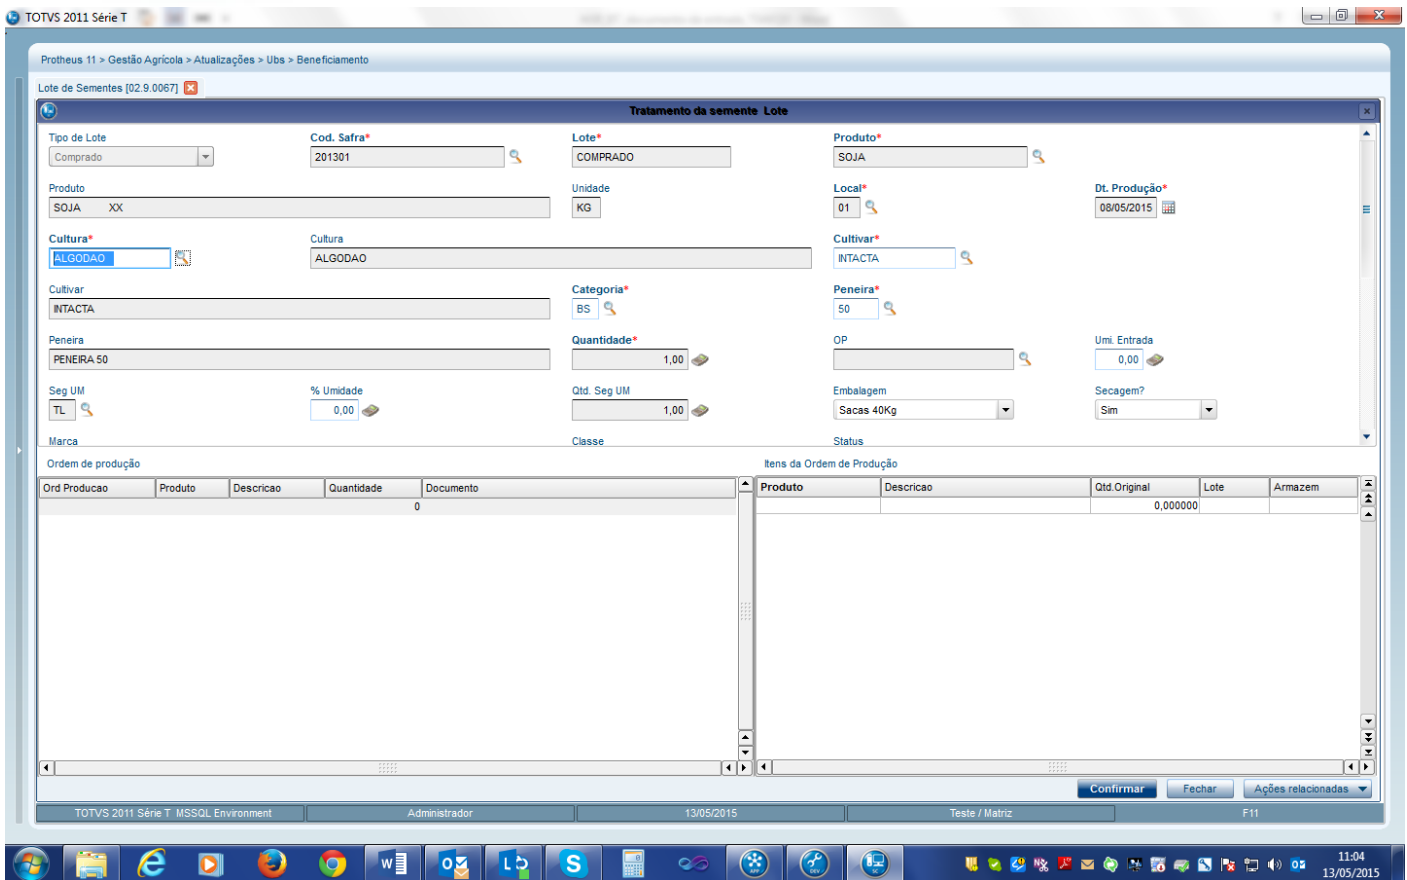 TOTVS 2011 Série T
Protheus 11 > Gestão Agrícola > Atualizações > Ubs > Beneficiamento
Lote de Sementes [02.9.0067]
Tratamento da semente Lote
Tipo de Lote Cod. Safra* Lote* Produto*
Comprado 201301 COMPRADO SOJA
Produto Unidade Local* Dt. Produção*
SOJA XX KG 01 08/05/2015
Cultura* Cultura Cultivar*
ALGODAO ALGODAO INTACTA
Cultivar Categoria* Peneira*
INTACTA BS 50
Peneira Quantidade* OP Umi. Entrada
PENEIRA 50 1,00 0,00
Seg UM % Umidade Qtd. Seg UM Embalagem Secagem?
TL 0,00 1,00 Sacas 40Kg Sim
Marca Classe Status
Ordem de produção Itens da Ordem de Produção
Ord Producao Produto Descricao Quantidade Documento Produto Descricao Qtd.Original Lote Armazem
0 0,000000
Confirmar Fechar Ações relacionadas
TOTVS 2011 Série T MSSQL Environment Administrador 13/05/2015 Teste / Matriz F11
11:04
13/05/2015